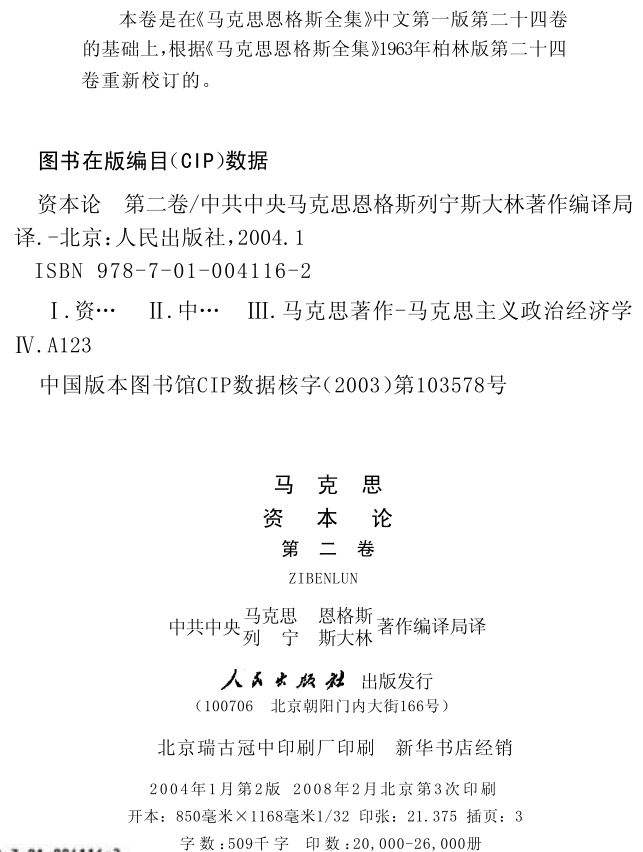 本卷是在《马克思恩格斯全集》中文第一版第二十四卷
的基础上,根据《马克思恩格斯全集》1963年柏林版第二十四
卷重新校订的。
图书在版编目(CIP)数据
资本论 第二卷/中共中央马克思恩格斯列宁斯大林著作编译局
译.-北京:人民出版社,2004.1
ISBN 978-7-01-004116-2
Ⅰ.资… Ⅱ.中… Ⅲ.马克思著作-马克思主义政治经济学
Ⅳ.A123
中国版本图书馆CIP数据核字(2003)第103578号
马 克 思
资 本 论
第 二 卷
ZIBENLUN
中共中央 马克思 恩格斯 著作编译局译
列 宁 斯大林
人民出版社 出版发行
(100706 北京朝阳门内大街166号)
北京瑞古冠中印刷厂印刷 新华书店经销
2004年1月第2版 2008年2月北京第3次印刷
开本:850毫米×1168毫米1/32 印张:21.375 插页:3
字数:509千字 印数:20,000-26,000册